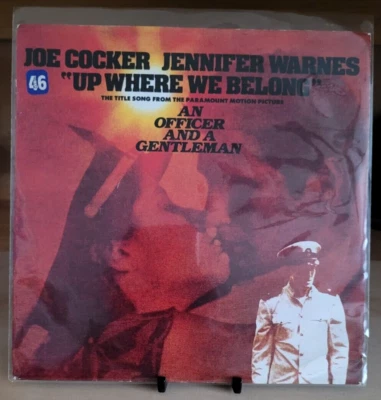 JOE COCKER JENNIFER WARNES
46
"UP WHERE WE BELONG"
THE TITLE SONG FROM THE PARAMOUNT MOTION PICTURE
AN
OFFICER
AND A
GENTLEMAN